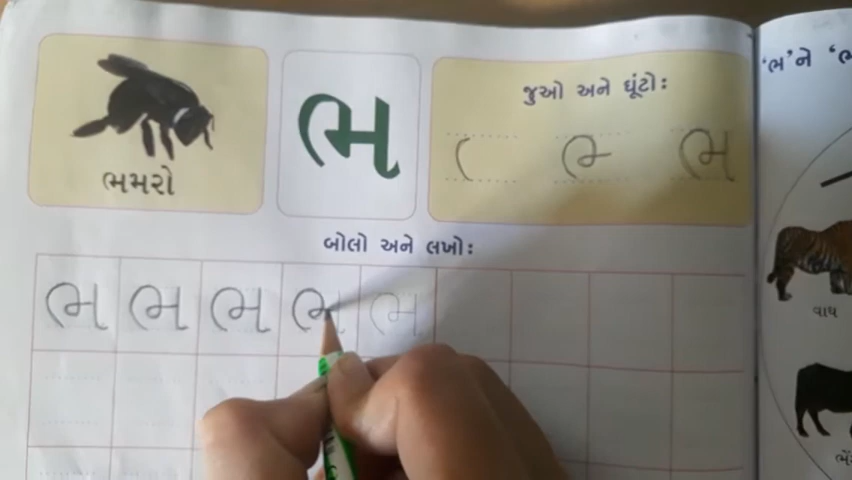 ભ
ભમરો
જુઓ અને ઘૂંટો:
ભ
બોલો અને લખો:
ભ ભ ભ ભ ભ
'ભ' ને
વાઘ